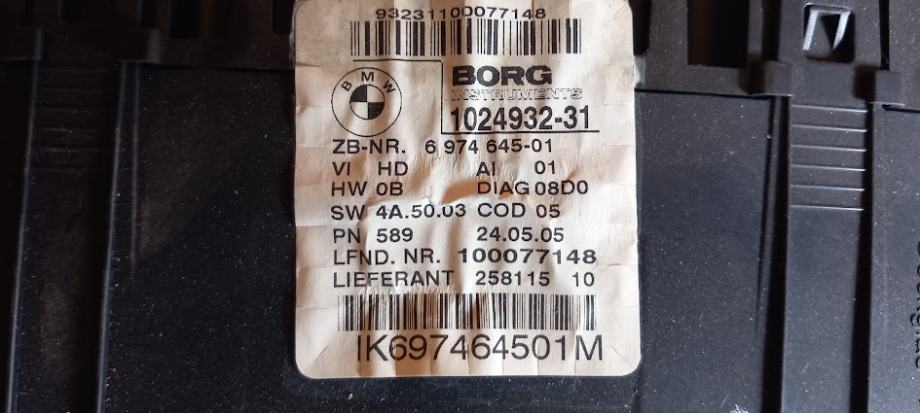 93231100077148
BMW
BORG
INSTRUMENTS
1024932-31
ZB-NR. 6 974 645-01
VI HD AI 01
HW 0B DIAG 08D0
SW 4A.50.03 COD 05
PN 589 24.05.05
LFND. NR. 100077148
LIEFERANT 258115 10
IK697464501M